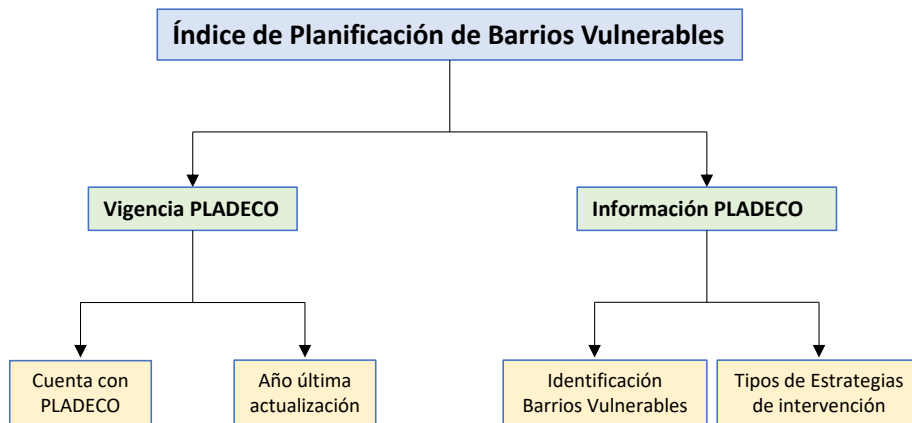 Índice de Planificación de Barrios Vulnerables
Vigencia PLADECO
Información PLADECO
Cuenta con
PLADECO
Año última
actualización
Identificación
Barrios Vulnerables
Tipos de Estrategias
de intervención